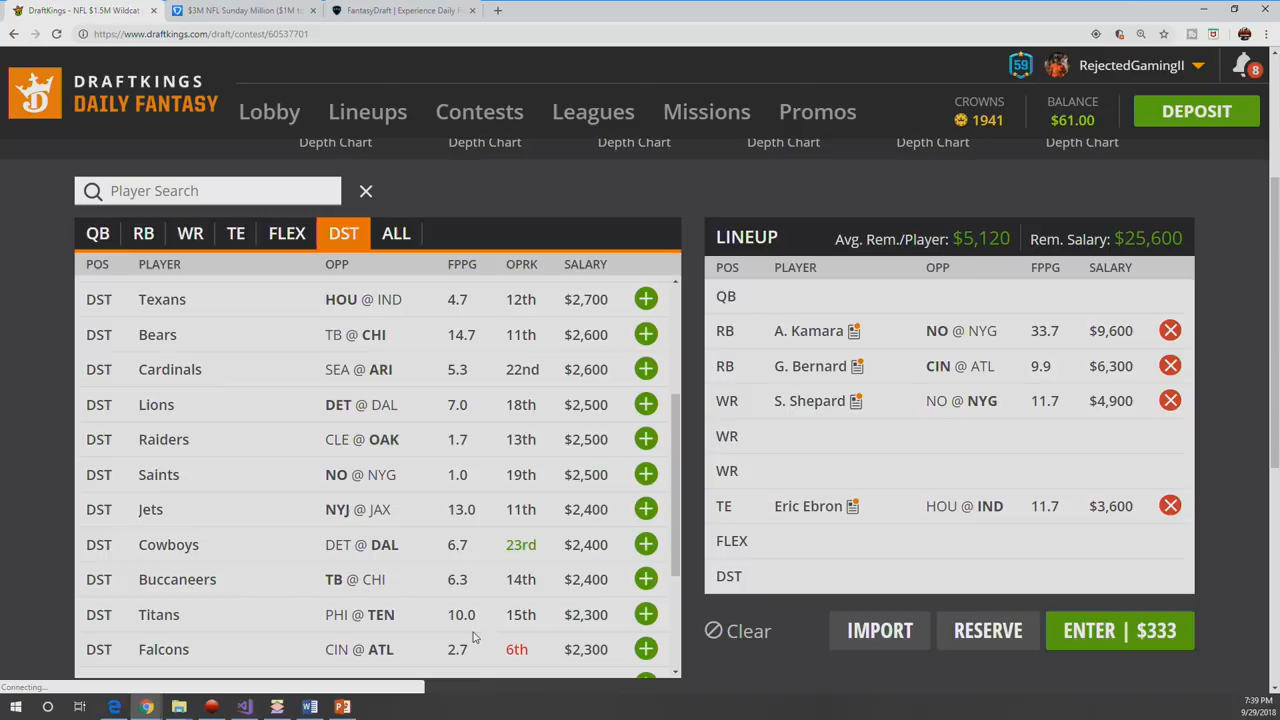 DraftKings - NFL $1.5M Wildcat
$3M NFL Sunday Million ($1M to
FantasyDraft | Experience Daily F
https://www.draftkings.com/draft/contest/60537701
DRAFTKINGS
DAILY FANTASY
59
RejectedGamingII
8
Lobby
Lineups
Contests
Leagues
Missions
Promos
CROWNS
1941
BALANCE
$61.00
DEPOSIT
Depth Chart Depth Chart Depth Chart Depth Chart Depth Chart Depth Chart
Player Search
QB RB WR TE FLEX DST ALL
POS PLAYER OPP FPPG OPRK SALARY
DST Texans HOU @ IND 4.7 12th $2,700
DST Bears TB @ CHI 14.7 11th $2,600
DST Cardinals SEA @ ARI 5.3 22nd $2,600
DST Lions DET @ DAL 7.0 18th $2,500
DST Raiders CLE @ OAK 1.7 13th $2,500
DST Saints NO @ NYG 1.0 19th $2,500
DST Jets NYJ @ JAX 13.0 11th $2,400
DST Cowboys DET @ DAL 6.7 23rd $2,400
DST Buccaneers TB @ CHI 6.3 14th $2,400
DST Titans PHI @ TEN 10.0 15th $2,300
DST Falcons CIN @ ATL 2.7 6th $2,300
LINEUP Avg. Rem./Player: $5,120 Rem. Salary: $25,600
POS PLAYER OPP FPPG SALARY
QB
RB A. Kamara NO @ NYG 33.7 $9,600
RB G. Bernard CIN @ ATL 9.9 $6,300
WR S. Shepard NO @ NYG 11.7 $4,900
WR
WR
TE Eric Ebron HOU @ IND 11.7 $3,600
FLEX
DST
Clear IMPORT RESERVE ENTER | $333
Connecting...
7:39 PM
9/29/2018